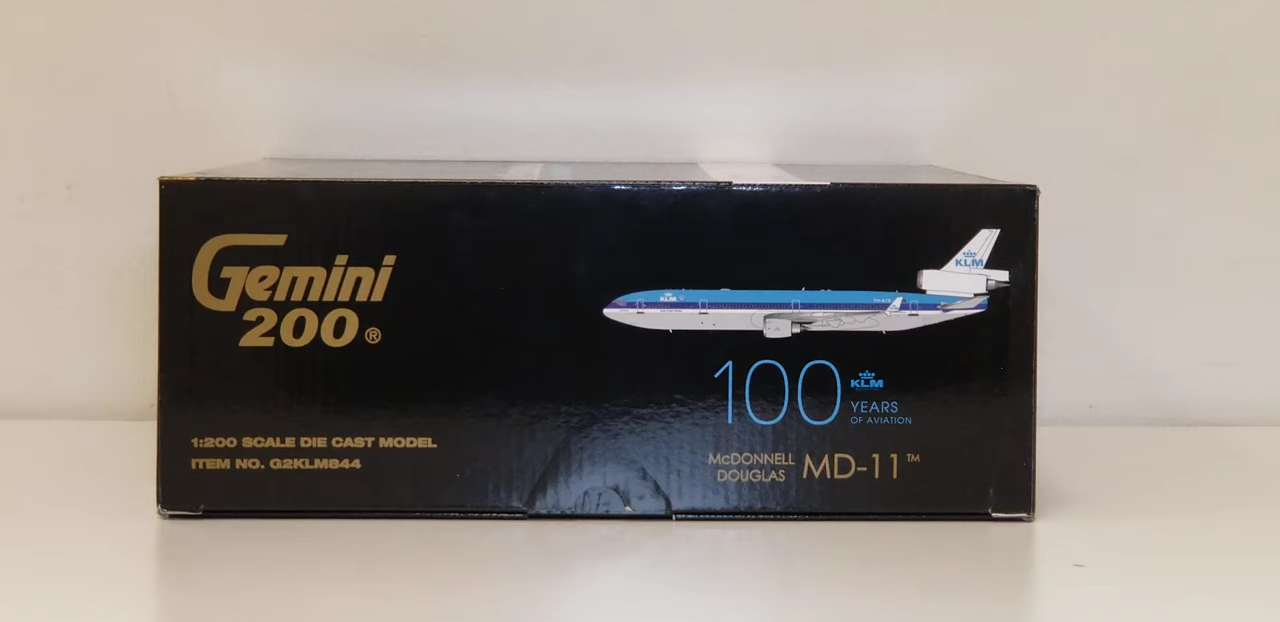 Gemini
200®
1:200 SCALE DIE CAST MODEL
ITEM NO. G2KLM844
KLM
KLM
100
KLM
YEARS
OF AVIATION
McDONNELL
DOUGLAS
MD-11™